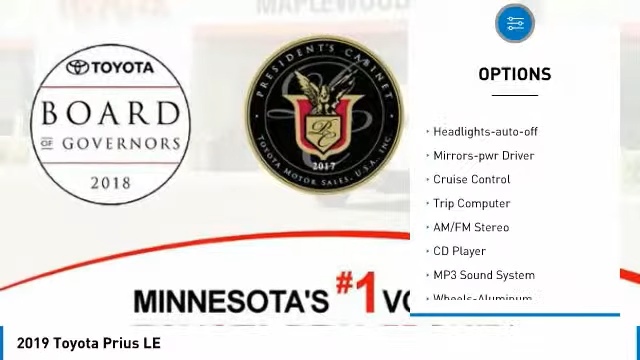 MAPLEWOOD
TOYOTA
BOARD
OF GOVERNORS
2018
PRESIDENT'S CABINET
PC
2017
TOYOTA MOTOR SALES, U.S.A., INC.
OPTIONS
Headlights-auto-off
Mirrors-pwr Driver
Cruise Control
Trip Computer
AM/FM Stereo
CD Player
MP3 Sound System
Wheels-Aluminum
MINNESOTA'S #1 VO
2019 Toyota Prius LE